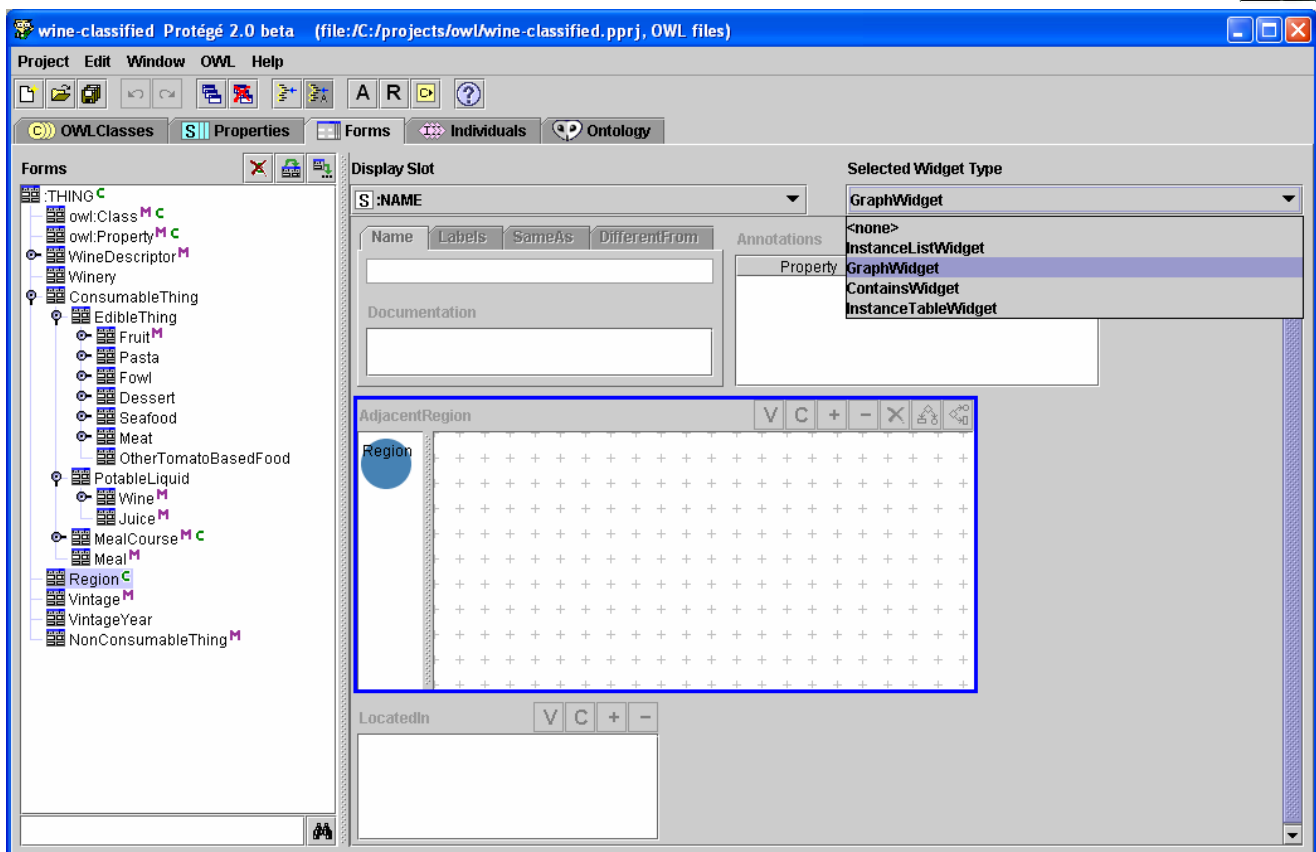 wine-classified Protégé 2.0 beta (file:/C:/projects/owl/wine-classified.pprj, OWL files)
Project Edit Window OWL Help
A R
OWLClasses S Properties Forms Individuals Ontology
Forms
:THING C
owl:Class M C
owl:Property M C
WineDescriptor M
Winery
ConsumableThing
EdibleThing
Fruit M
Pasta
Fowl
Dessert
Seafood
Meat
OtherTomatoBasedFood
PotableLiquid
Wine M
Juice M
MealCourse M C
Meal M
Region C
Vintage M
VintageYear
NonConsumableThing M
Display Slot
S :NAME
Selected Widget Type
GraphWidget
<none>
InstanceListWidget
GraphWidget
ContainsWidget
InstanceTableWidget
Name Labels SameAs DifferentFrom
Documentation
Annotations
Property
AdjacentRegion V C + −
Region
LocatedIn V C + −